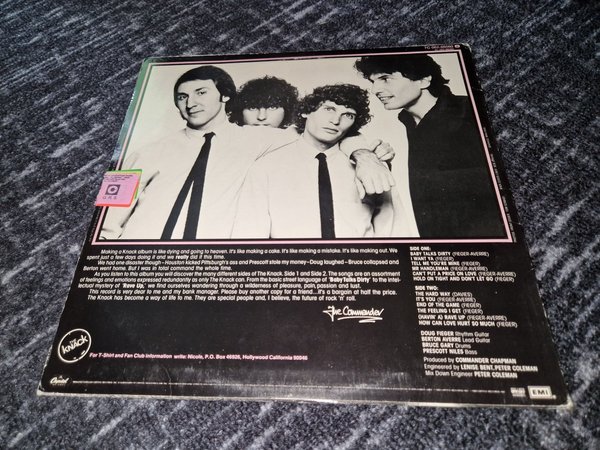 Making a Knack album is like dying and going to heaven. It's like making a cake. It's like making a mistake. It's like making out. We
spent just a few days doing it and we really did it this time.
We had one disaster though - Houston kicked Pittsburgh's ass and Peacott stole my money - Doug laughed - Bruce collapsed and
Berton went home. But I was in total command the whole time.
As you listen to this album you will discover the many different sides of The Knack. Side 1 and Side 2. The songs are an assortment
of feelings and emotions expressed redundantly as only The Knack can. From the basic street language of 'Baby Talks Dirty' to the intel-
lectual mystery of 'Rave Up,' we find ourselves wandering through a wilderness of pleasure, pain, passion and lust.
This record is very dear to me and my bank manager. Please buy another copy for a friend...it's a bargain at half the price.
The Knack has become a way of life to me. They are special people and, I believe, the future of rock 'n' roll.
The Commander
the knack
For T-Shirt and Fan Club information write: Nicole, P.O. Box 46926, Hollywood California 90046
Capitol
SIDE ONE:
BABY TALKS DIRTY (FIEGER-AVERRE)
I WANT YA (FIEGER)
TELL ME YOU'RE MINE (FIEGER)
MR HANDLEMAN (FIEGER-AVERRE)
CAN'T PUT A PRICE ON LOVE (FIEGER-AVERRE)
HOLD ON TIGHT AND DON'T LET GO (FIEGER-AVERRE)
SIDE TWO:
THE HARD WAY (DAVIES)
IT'S YOU (FIEGER-AVERRE)
END OF THE GAME (FIEGER)
THE FEELING I GET (FIEGER)
(HAVIN' A) RAVE UP (FIEGER-AVERRE)
HOW CAN LOVE HURT SO MUCH (FIEGER)
DOUG FIEGER Rhythm Guitar
BERTON AVERRE Lead Guitar
BRUCE GARY Drums
PRESCOTT NILES Bass
Produced by COMMANDER CHAPMAN
Engineered by LENISE BENT, PETER COLEMAN
Mix Down Engineer PETER COLEMAN
EMI